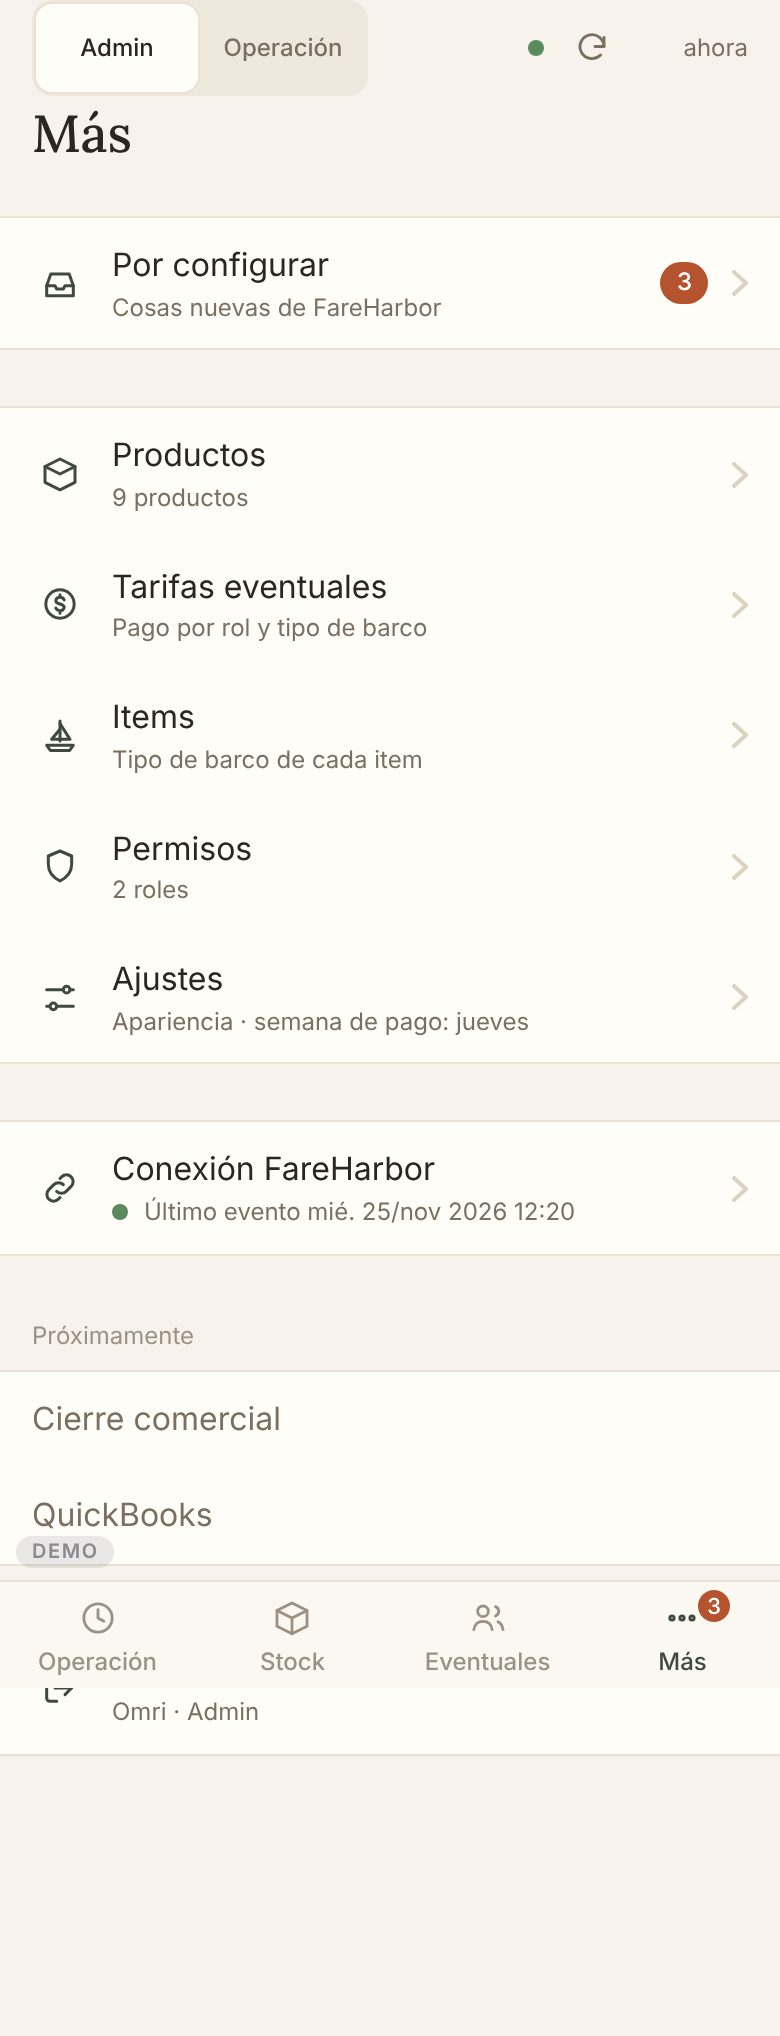 Admin
Operación
ahora
Más
Por configurar
Cosas nuevas de FareHarbor
3
Productos
9 productos
Tarifas eventuales
Pago por rol y tipo de barco
Items
Tipo de barco de cada item
Permisos
2 roles
Ajustes
Apariencia · semana de pago: jueves
Conexión FareHarbor
Último evento mié. 25/nov 2026 12:20
Próximamente
Cierre comercial
QuickBooks
DEMO
Operación
Stock
Eventuales
Más
3
Omri · Admin